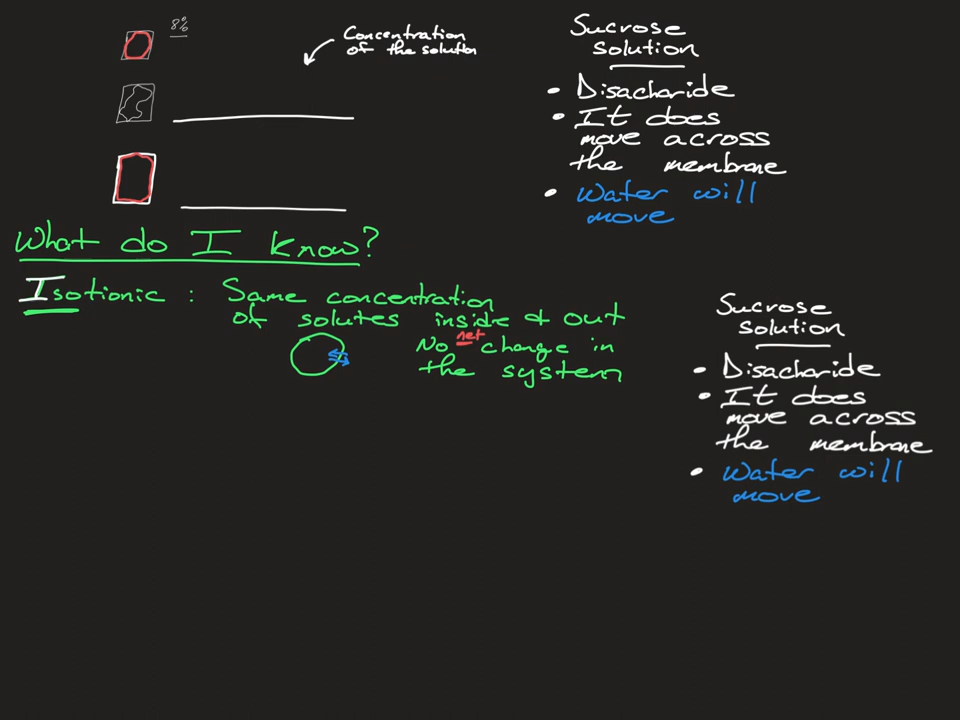 8%
Concentration
of the solution
Sucrose
solution
• Disacharide
• It does
move across
the membrane
• Water will
move
What do I know?
Isotionic : Same concentration
of solutes inside & out
No net change in
the system
Sucrose
solution
• Disacharide
• It does
move across
the membrane
• Water will
move